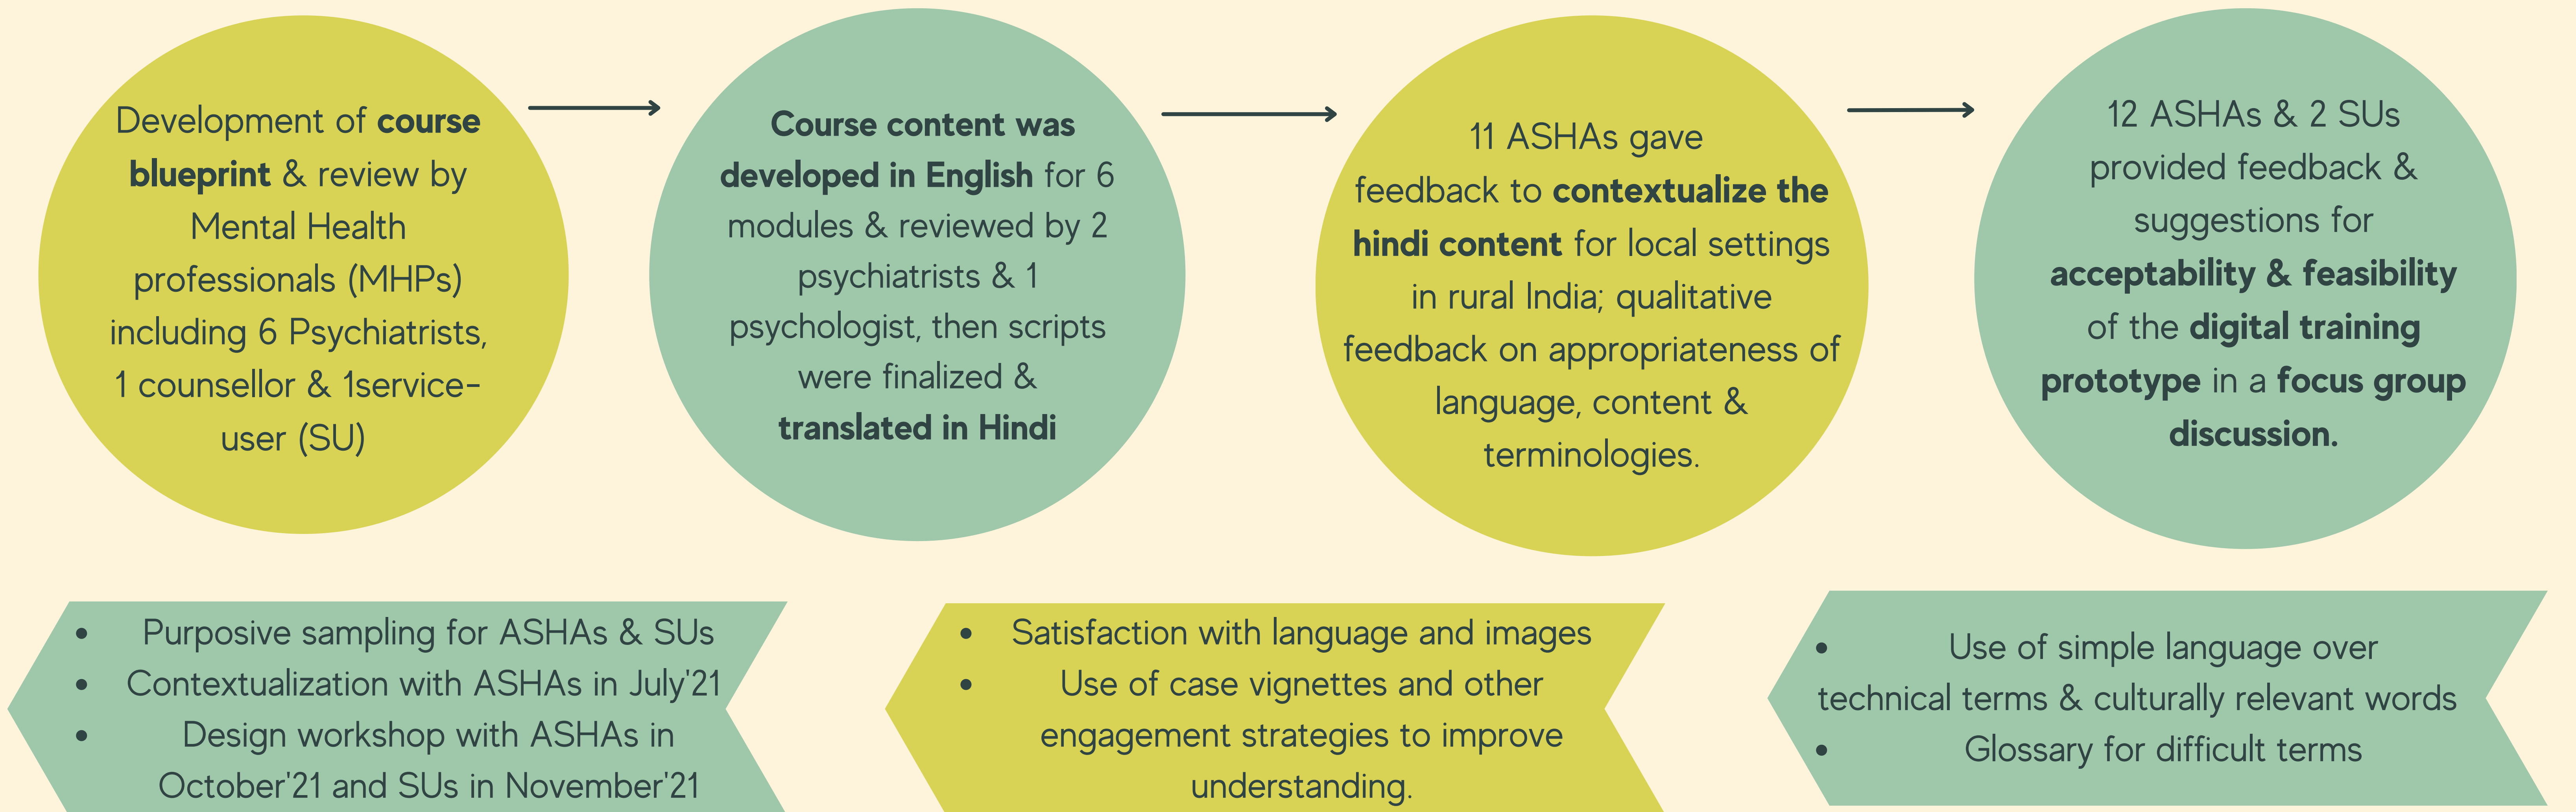 Development of course
blueprint & review by
Mental Health
professionals (MHPs)
including 6 Psychiatrists,
1 counsellor & 1service-
user (SU)
Course content was
developed in English for 6
modules & reviewed by 2
psychiatrists & 1
psychologist, then scripts
were finalized &
translated in Hindi
11 ASHAs gave
feedback to contextualize the
hindi content for local settings
in rural India; qualitative
feedback on appropriateness of
language, content &
terminologies.
12 ASHAs & 2 SUs
provided feedback &
suggestions for
acceptability & feasibility
of the digital training
prototype in a focus group
discussion.
• Purposive sampling for ASHAs & SUs
• Contextualization with ASHAs in July'21
• Design workshop with ASHAs in
October'21 and SUs in November'21
• Satisfaction with language and images
• Use of case vignettes and other
engagement strategies to improve
understanding.
• Use of simple language over
technical terms & culturally relevant words
• Glossary for difficult terms